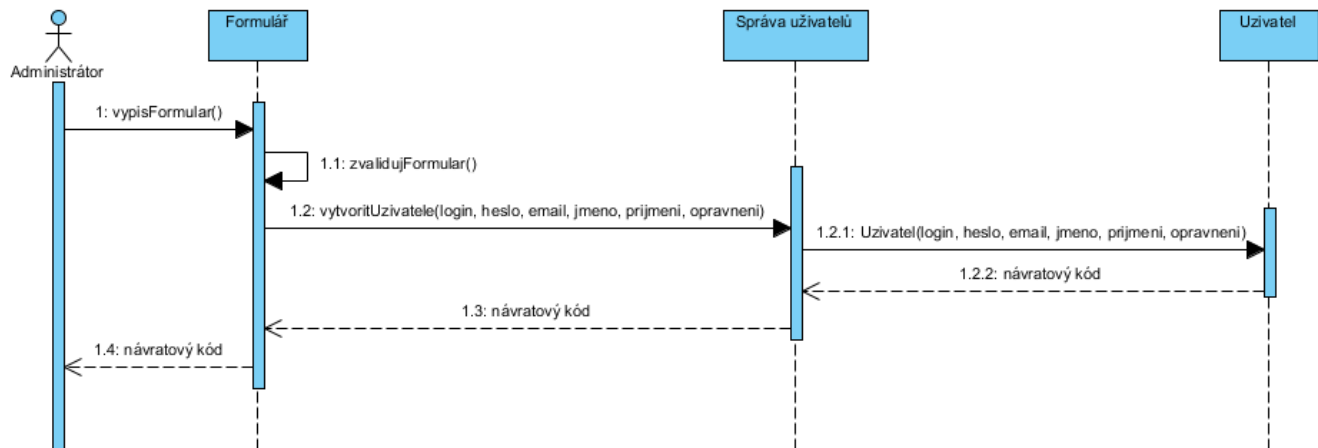 Formulář
Správa uživatelů
Uzivatel
Administrátor
1: vypisFormular()
1.1: zvalidujFormular()
1.2: vytvoritUzivatele(login, heslo, email, jmeno, prijmeni, opravneni)
1.2.1: Uzivatel(login, heslo, email, jmeno, prijmeni, opravneni)
1.2.2: návratový kód
1.3: návratový kód
1.4: návratový kód